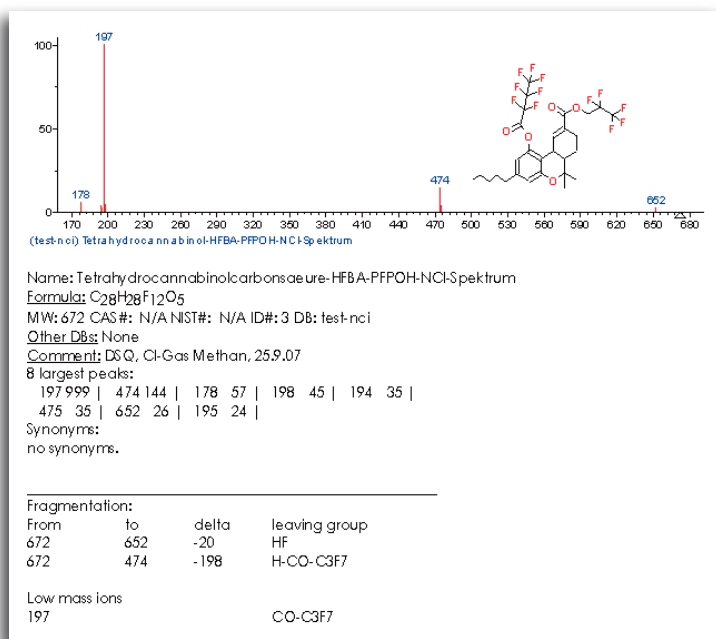 100
197
50
178
474
652
0
170 200 230 260 290 320 350 380 410 440 470 500 530 560 590 620 650 680
F F F F F F F O O
O O F F F F F
O
(test-nci) Tetrahydrocannabinol-HFBA-PFPOH-NCI-Spektrum
Name: Tetrahydrocannabinolcarbonsaeure-HFBA-PFPOH-NCI-Spektrum
Formula: C28H28F12O5
MW: 672 CAS#: N/A NIST#: N/A ID#: 3 DB: test-nci
Other DBs: None
Comment: DSQ, CI-Gas Methan, 25.9.07
8 largest peaks:
197 999 | 474 144 | 178 57 | 198 45 | 194 35 |
475 35 | 652 26 | 195 24 |
Synonyms:
no synonyms.
Fragmentation:
From to delta leaving group
672 652 -20 HF
672 474 -198 H-CO-C3F7
Low mass ions
197 CO-C3F7